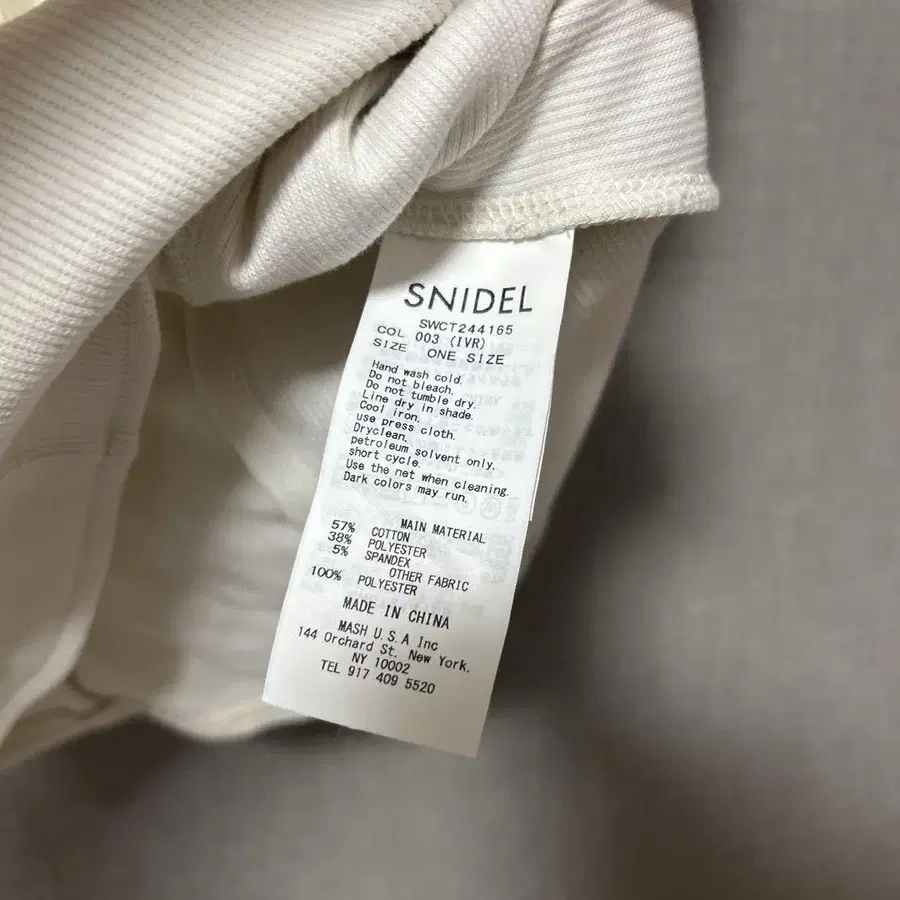 SNIDEL
SWCT244165
COL 003 (IVR)
SIZE ONE SIZE
Hand wash cold.
Do not bleach.
Do not tumble dry.
Line dry in shade.
Cool iron.
use press cloth.
Dryclean.
petroleum solvent only.
short cycle.
Use the net when cleaning.
Dark colors may run.
MAIN MATERIAL
57% COTTON
38% POLYESTER
5% SPANDEX
OTHER FABRIC
100% POLYESTER
MADE IN CHINA
MASH U.S.A Inc
144 Orchard St. New York.
NY 10002
TEL 917 409 5520